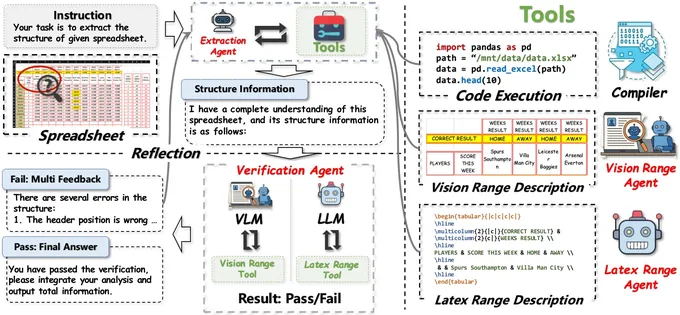 Instruction
Your task is to extract the
structure of given spreadsheet.
Spreadsheet
Reflection
Fail: Multi Feedback
There are several errors in the
structure:
1. The header position is wrong …
Pass: Final Answer
You have passed the verification,
please integrate your analysis and
output total information.
Extraction
Agent
Tools
Structure Information
I have a complete understanding of this
spreadsheet, and its structure information
is as follows:
Verification Agent
VLM
LLM
Vision Range
Tool
Latex Range
Tool
Result: Pass/Fail
Tools
import pandas as pd
path = “/mnt/data/data.xlsx”
data = pd.read_excel(path)
data.head(10)
Code Execution
Compiler
WEEKS RESULT WEEKS RESULT WEEKS RESULT WEEKS RESULT
CORRECT RESULT HOME AWAY HOME AWAY
PLAYERS SCORE THIS WEEK Spurs Southampton Villa Man City Leicester Baggies Arsenal Everton
Vision Range Description
Vision Range
Agent
\begin{tabular}{|c|c|c|c|}
\hline
\multicolumn{2}{|c|}{CORRECT RESULT} &
\multicolumn{2}{c|}{WEEKS RESULT} \\
\hline
PLAYERS & SCORE THIS WEEK & HOME & AWAY \\
\hline
& & Spurs Southampton & Villa Man City \\
\hline
\end{tabular}
Latex Range Description
Latex Range
Agent